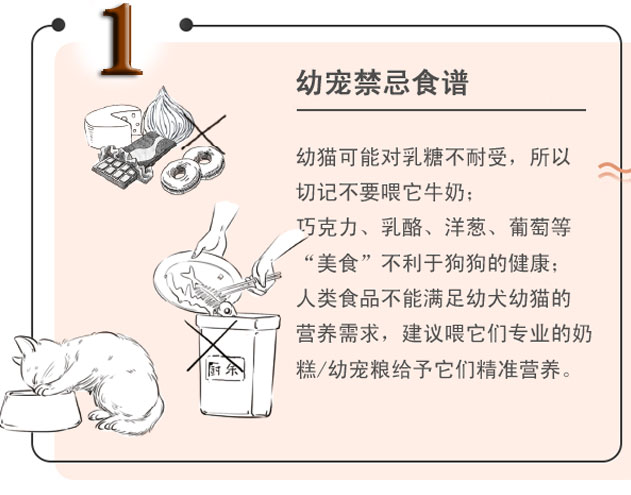 1
幼宠禁忌食谱
幼猫可能对乳糖不耐受，所以
切记不要喂它牛奶；
巧克力、乳酪、洋葱、葡萄等
“美食”不利于狗狗的健康；
人类食品不能满足幼犬幼猫的
营养需求，建议喂它们专业的奶
糕/幼宠粮给予它们精准营养。